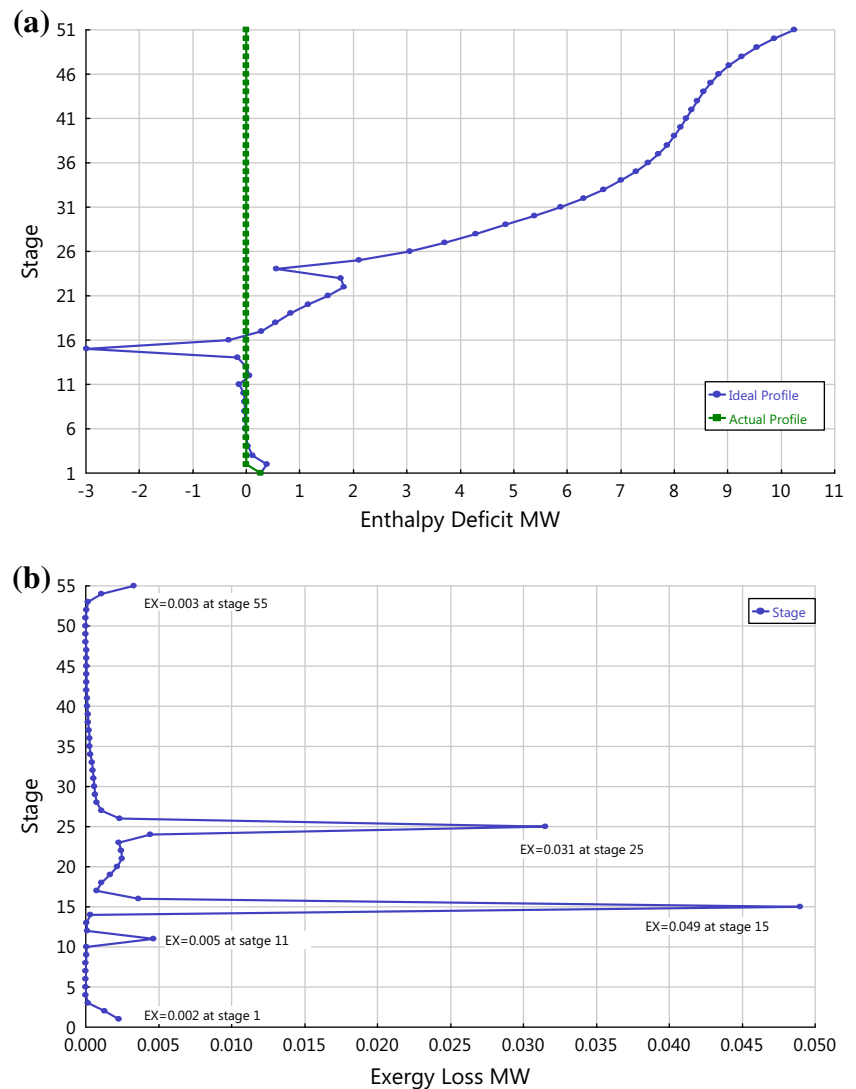 (a)
51
46
41
36
31
26
21
16
11
6
1
Stage
-3 -2 -1 0 1 2 3 4 5 6 7 8 9 10 11
Enthalpy Deficit MW
Ideal Profile
Actual Profile
(b)
55
50
45
40
35
30
25
20
15
10
5
0
Stage
EX=0.003 at stage 55
Stage
EX=0.031 at stage 25
EX=0.049 at stage 15
EX=0.005 at satge 11
EX=0.002 at stage 1
0.000 0.005 0.010 0.015 0.020 0.025 0.030 0.035 0.040 0.045 0.050
Exergy Loss MW